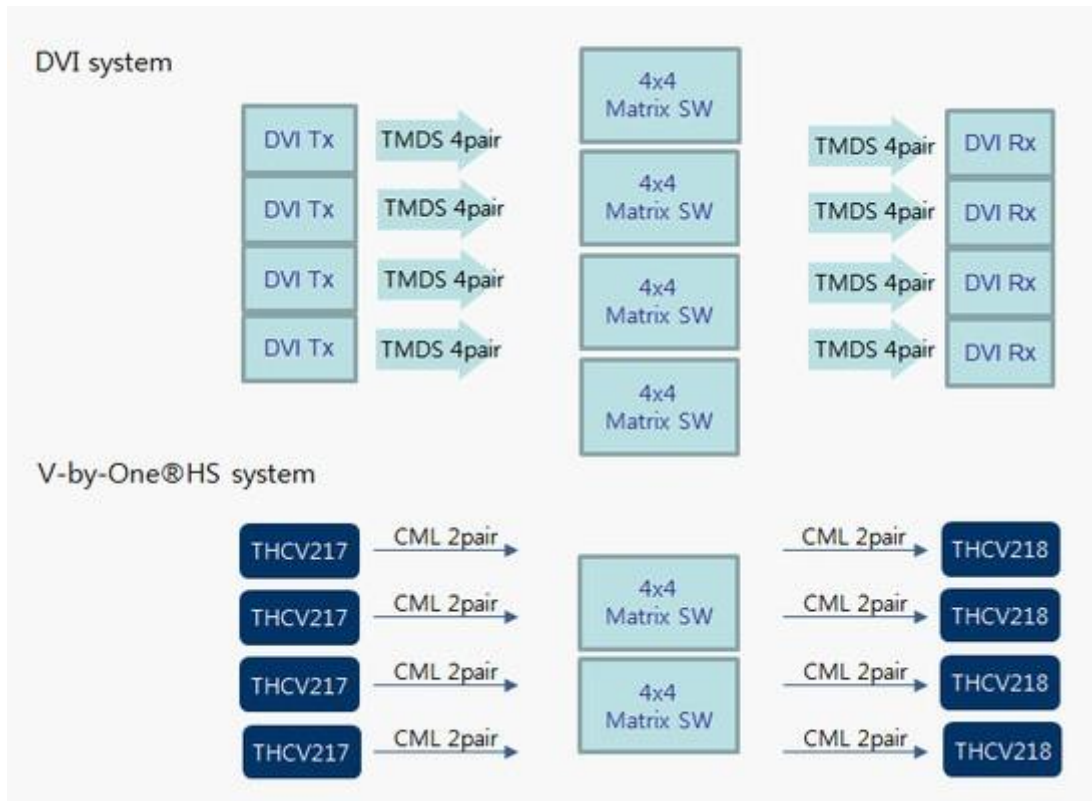 DVI system
4x4
Matrix SW
DVI Tx
TMDS 4pair
TMDS 4pair
DVI Rx
4x4
Matrix SW
DVI Tx
TMDS 4pair
TMDS 4pair
DVI Rx
4x4
Matrix SW
DVI Tx
TMDS 4pair
TMDS 4pair
DVI Rx
DVI Tx
TMDS 4pair
TMDS 4pair
DVI Rx
4x4
Matrix SW
V-by-One®HS system
THCV217
CML 2pair
CML 2pair
THCV218
4x4
Matrix SW
THCV217
CML 2pair
CML 2pair
THCV218
THCV217
CML 2pair
CML 2pair
THCV218
4x4
Matrix SW
THCV217
CML 2pair
CML 2pair
THCV218